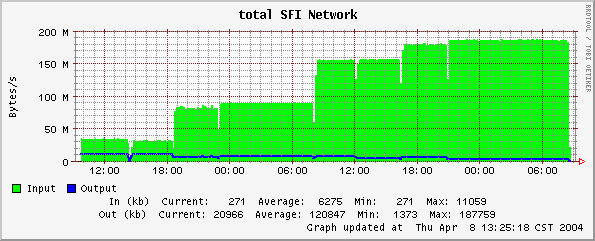 total SFI Network
RRDTOOL / TOBI OETIKER
Bytes/s
200 M
150 M
100 M
50 M
0
12:00 18:00 00:00 06:00 12:00 18:00 00:00 06:00
Input Output
In (kb) Current: 271 Average: 6275 Min: 271 Max: 11059
Out (kb) Current: 20966 Average: 120847 Min: 1373 Max: 187759
Graph updated at Thu Apr 8 13:25:18 CST 2004